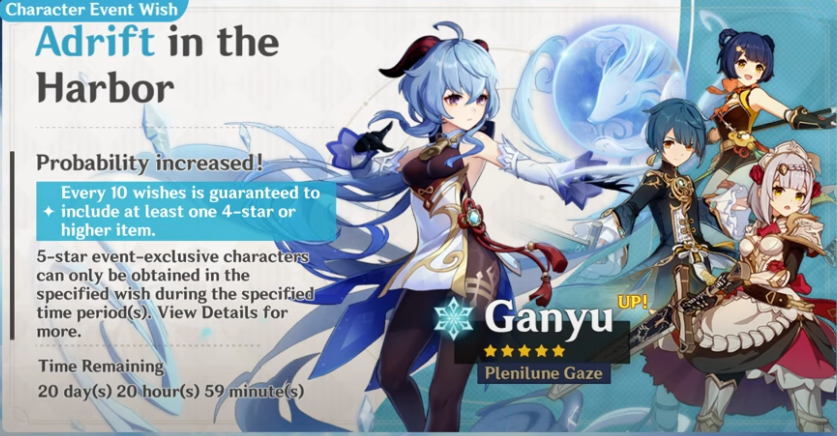 Character Event Wish
Adrift in the
Harbor
Probability increased!
Every 10 wishes is guaranteed to
include at least one 4-star or
higher item.
5-star event-exclusive characters
can only be obtained in the
specified wish during the specified
time period(s). View Details for
more.
Time Remaining
20 day(s) 20 hour(s) 59 minute(s)
UP!
Ganyu
Plenilune Gaze